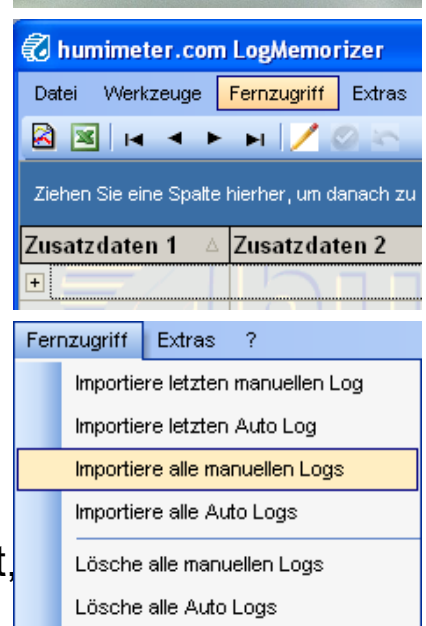 humimeter.com LogMemorizer
Datei Werkzeuge Fernzugriff Extras
Ziehen Sie eine Spalte hierher, um danach zu
Zusatzdaten 1 Zusatzdaten 2
Fernzugriff Extras ?
Importiere letzten manuellen Log
Importiere letzten Auto Log
Importiere alle manuellen Logs
Importiere alle Auto Logs
t,
Lösche alle manuellen Logs
Lösche alle Auto Logs